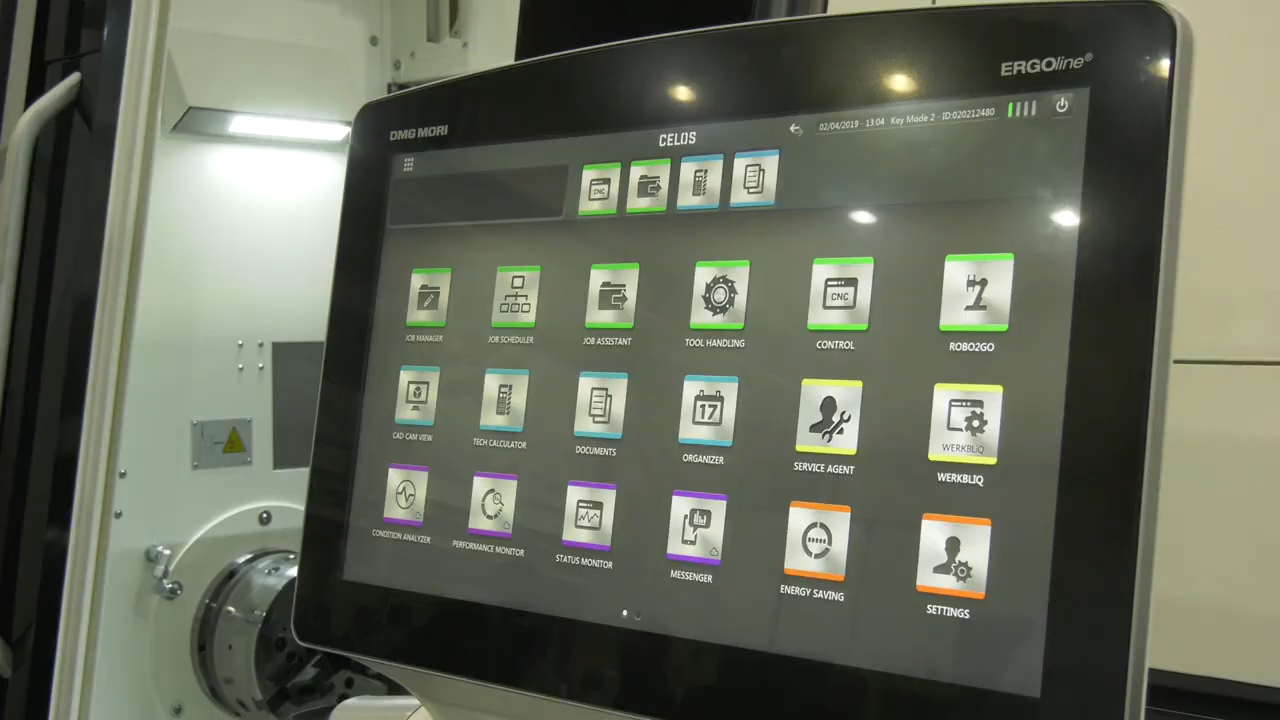 ERGOline®
DMG MORI
CELOS
02/04/2019 - 13:04 Key Mode 2 - ID:020212480
CNC
CNC
17
JOB MANAGER
JOB SCHEDULER
JOB ASSISTANT
TOOL HANDLING
CONTROL
ROBO2GO
CAD-CAM VIEW
TECH CALCULATOR
DOCUMENTS
ORGANIZER
SERVICE AGENT
WERKBLiQ
WERKBLIQ
CONDITION ANALYZER
PERFORMANCE MONITOR
STATUS MONITOR
MESSENGER
ENERGY SAVING
SETTINGS